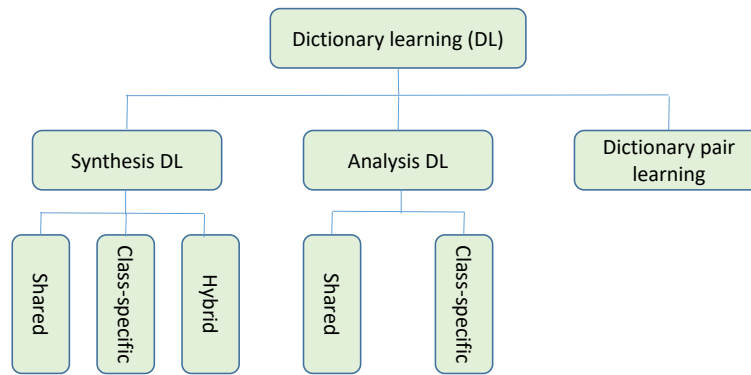 Dictionary learning (DL)
Synthesis DL
Analysis DL
Dictionary pair
learning
Shared
Class-specific
Hybrid
Shared
Class-specific